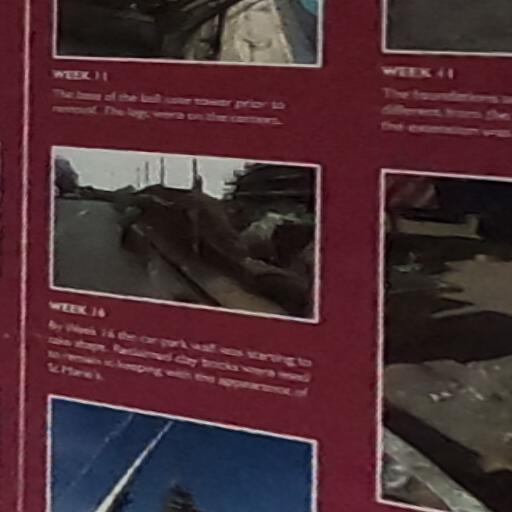 WEEK 11
The base of the bell tower prior to
removal. The legs were on the corners.
WEEK 16
By Week 16 the car park wall was starting to
take shape. Reclaimed clay bricks were used
to remain in keeping with the appearance of
St Marie's.
WEEK 41
The foundations
different from the
the extension was